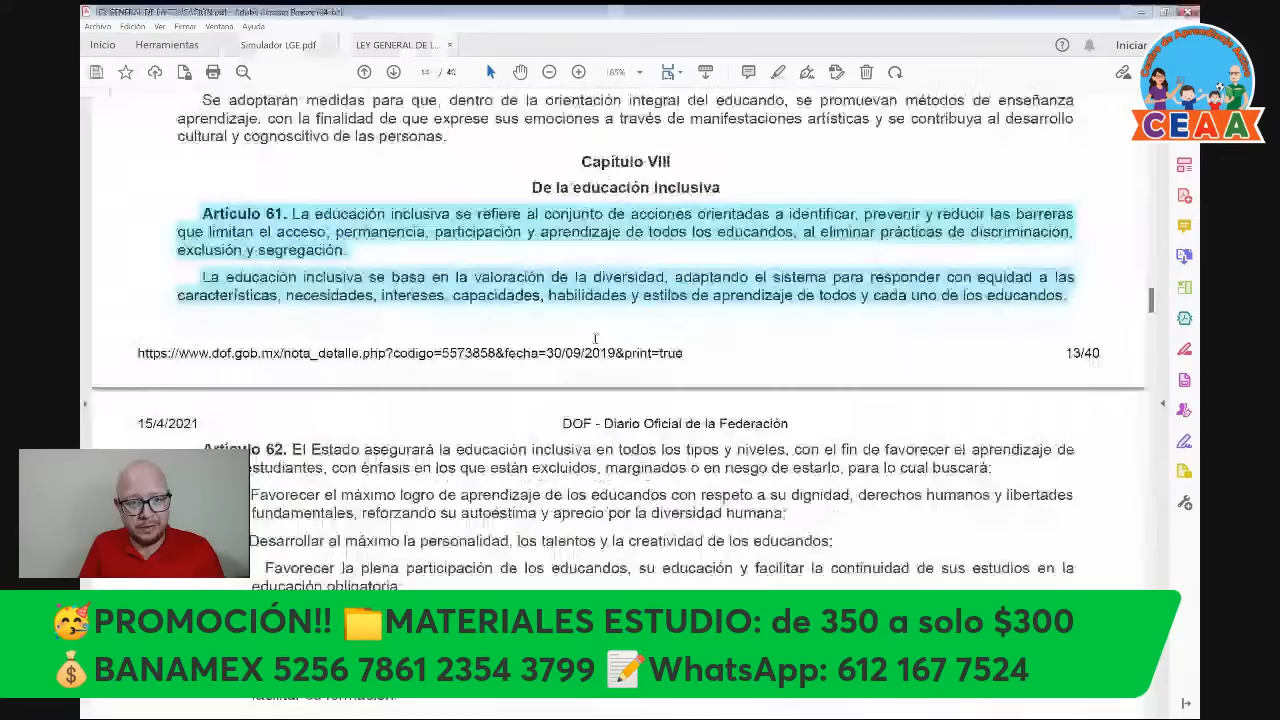 Archivo Edición Ver Firmar Ventana Ayuda
Inicio Herramientas Simulador LGE.pdf LEY GENERAL DE L... × Iniciar
14 / 40 165%
Centro de Aprendizaje Activo
CEAA
Se adoptarán medidas para que, dentro de la orientación integral del educando, se promuevan métodos de enseñanza
aprendizaje, con la finalidad de que exprese sus emociones a través de manifestaciones artísticas y se contribuya al desarrollo
cultural y cognoscitivo de las personas.
Capítulo VIII
De la educación inclusiva
Artículo 61. La educación inclusiva se refiere al conjunto de acciones orientadas a identificar, prevenir y reducir las barreras
que limitan el acceso, permanencia, participación y aprendizaje de todos los educandos, al eliminar prácticas de discriminación,
exclusión y segregación.
La educación inclusiva se basa en la valoración de la diversidad, adaptando el sistema para responder con equidad a las
características, necesidades, intereses, capacidades, habilidades y estilos de aprendizaje de todos y cada uno de los educandos.
https://www.dof.gob.mx/nota_detalle.php?codigo=5573858&fecha=30/09/2019&print=true 13/40
15/4/2021 DOF - Diario Oficial de la Federación
Artículo 62. El Estado asegurará la educación inclusiva en todos los tipos y niveles, con el fin de favorecer el aprendizaje de
estudiantes, con énfasis en los que están excluidos, marginados o en riesgo de estarlo, para lo cual buscará:
Favorecer el máximo logro de aprendizaje de los educandos con respeto a su dignidad, derechos humanos y libertades
fundamentales, reforzando su autoestima y aprecio por la diversidad humana;
Desarrollar al máximo la personalidad, los talentos y la creatividad de los educandos;
Favorecer la plena participación de los educandos, su educación y facilitar la continuidad de sus estudios en la
educación obligatoria
🥳PROMOCIÓN!! 🗂️MATERIALES ESTUDIO: de 350 a solo $300
💰BANAMEX 5256 7861 2354 3799 📝WhatsApp: 612 167 7524